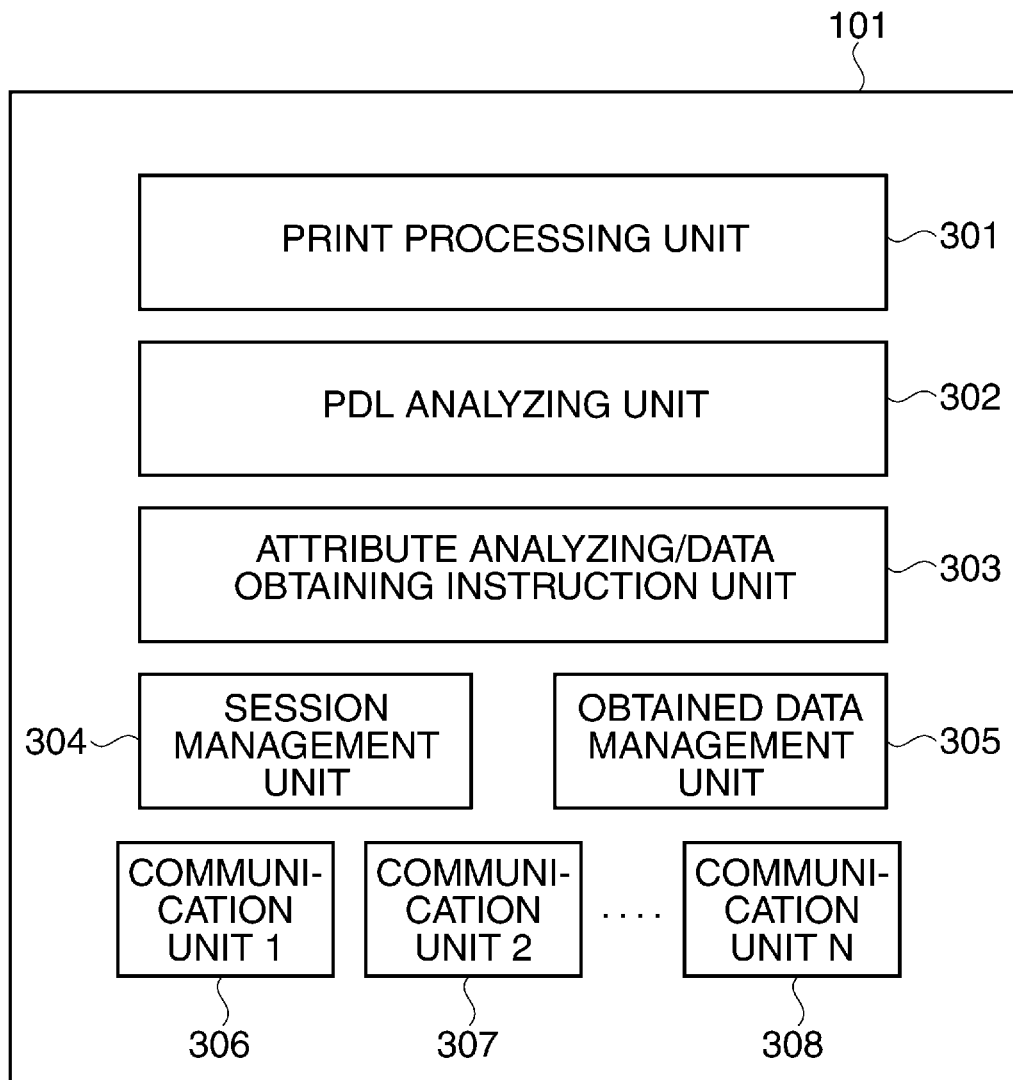 101
PRINT PROCESSING UNIT
301
PDL ANALYZING UNIT
302
ATTRIBUTE ANALYZING/DATA
OBTAINING INSTRUCTION UNIT
303
304
SESSION
MANAGEMENT
UNIT
OBTAINED DATA
MANAGEMENT
UNIT
305
COMMUNI-
CATION
UNIT 1
COMMUNI-
CATION
UNIT 2
....
COMMUNI-
CATION
UNIT N
306
307
308